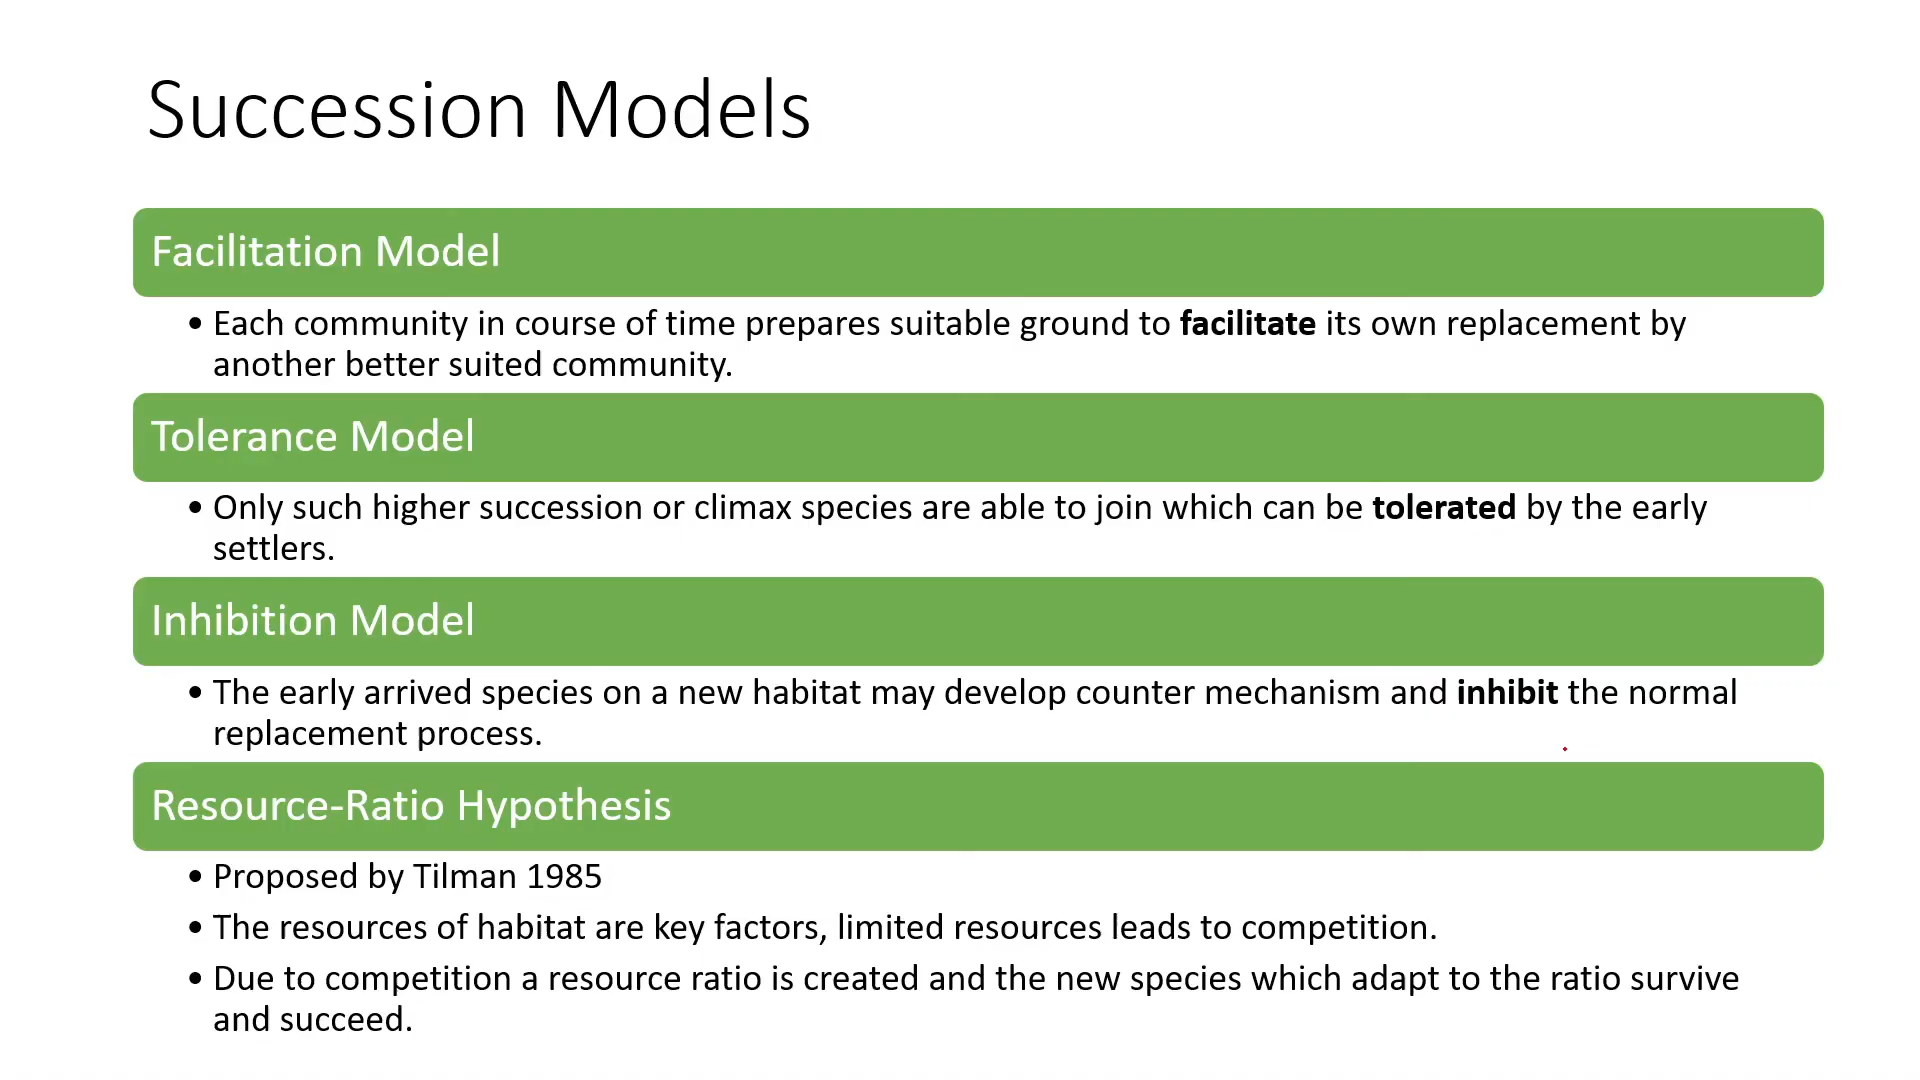 Succession Models
Facilitation Model
• Each community in course of time prepares suitable ground to facilitate its own replacement by
another better suited community.
Tolerance Model
• Only such higher succession or climax species are able to join which can be tolerated by the early
settlers.
Inhibition Model
• The early arrived species on a new habitat may develop counter mechanism and inhibit the normal
replacement process.
Resource-Ratio Hypothesis
• Proposed by Tilman 1985
• The resources of habitat are key factors, limited resources leads to competition.
• Due to competition a resource ratio is created and the new species which adapt to the ratio survive
and succeed.